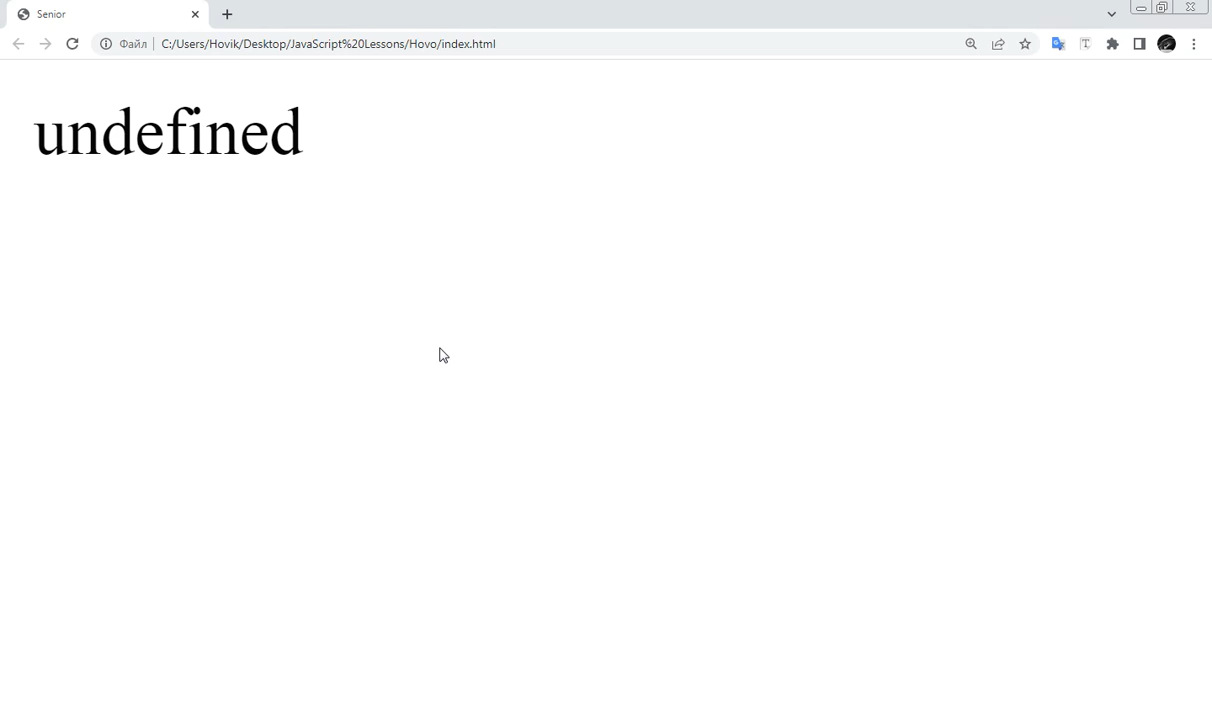 Senior
Файл
C:/Users/Hovik/Desktop/JavaScript%20Lessons/Hovo/index.html
undefined